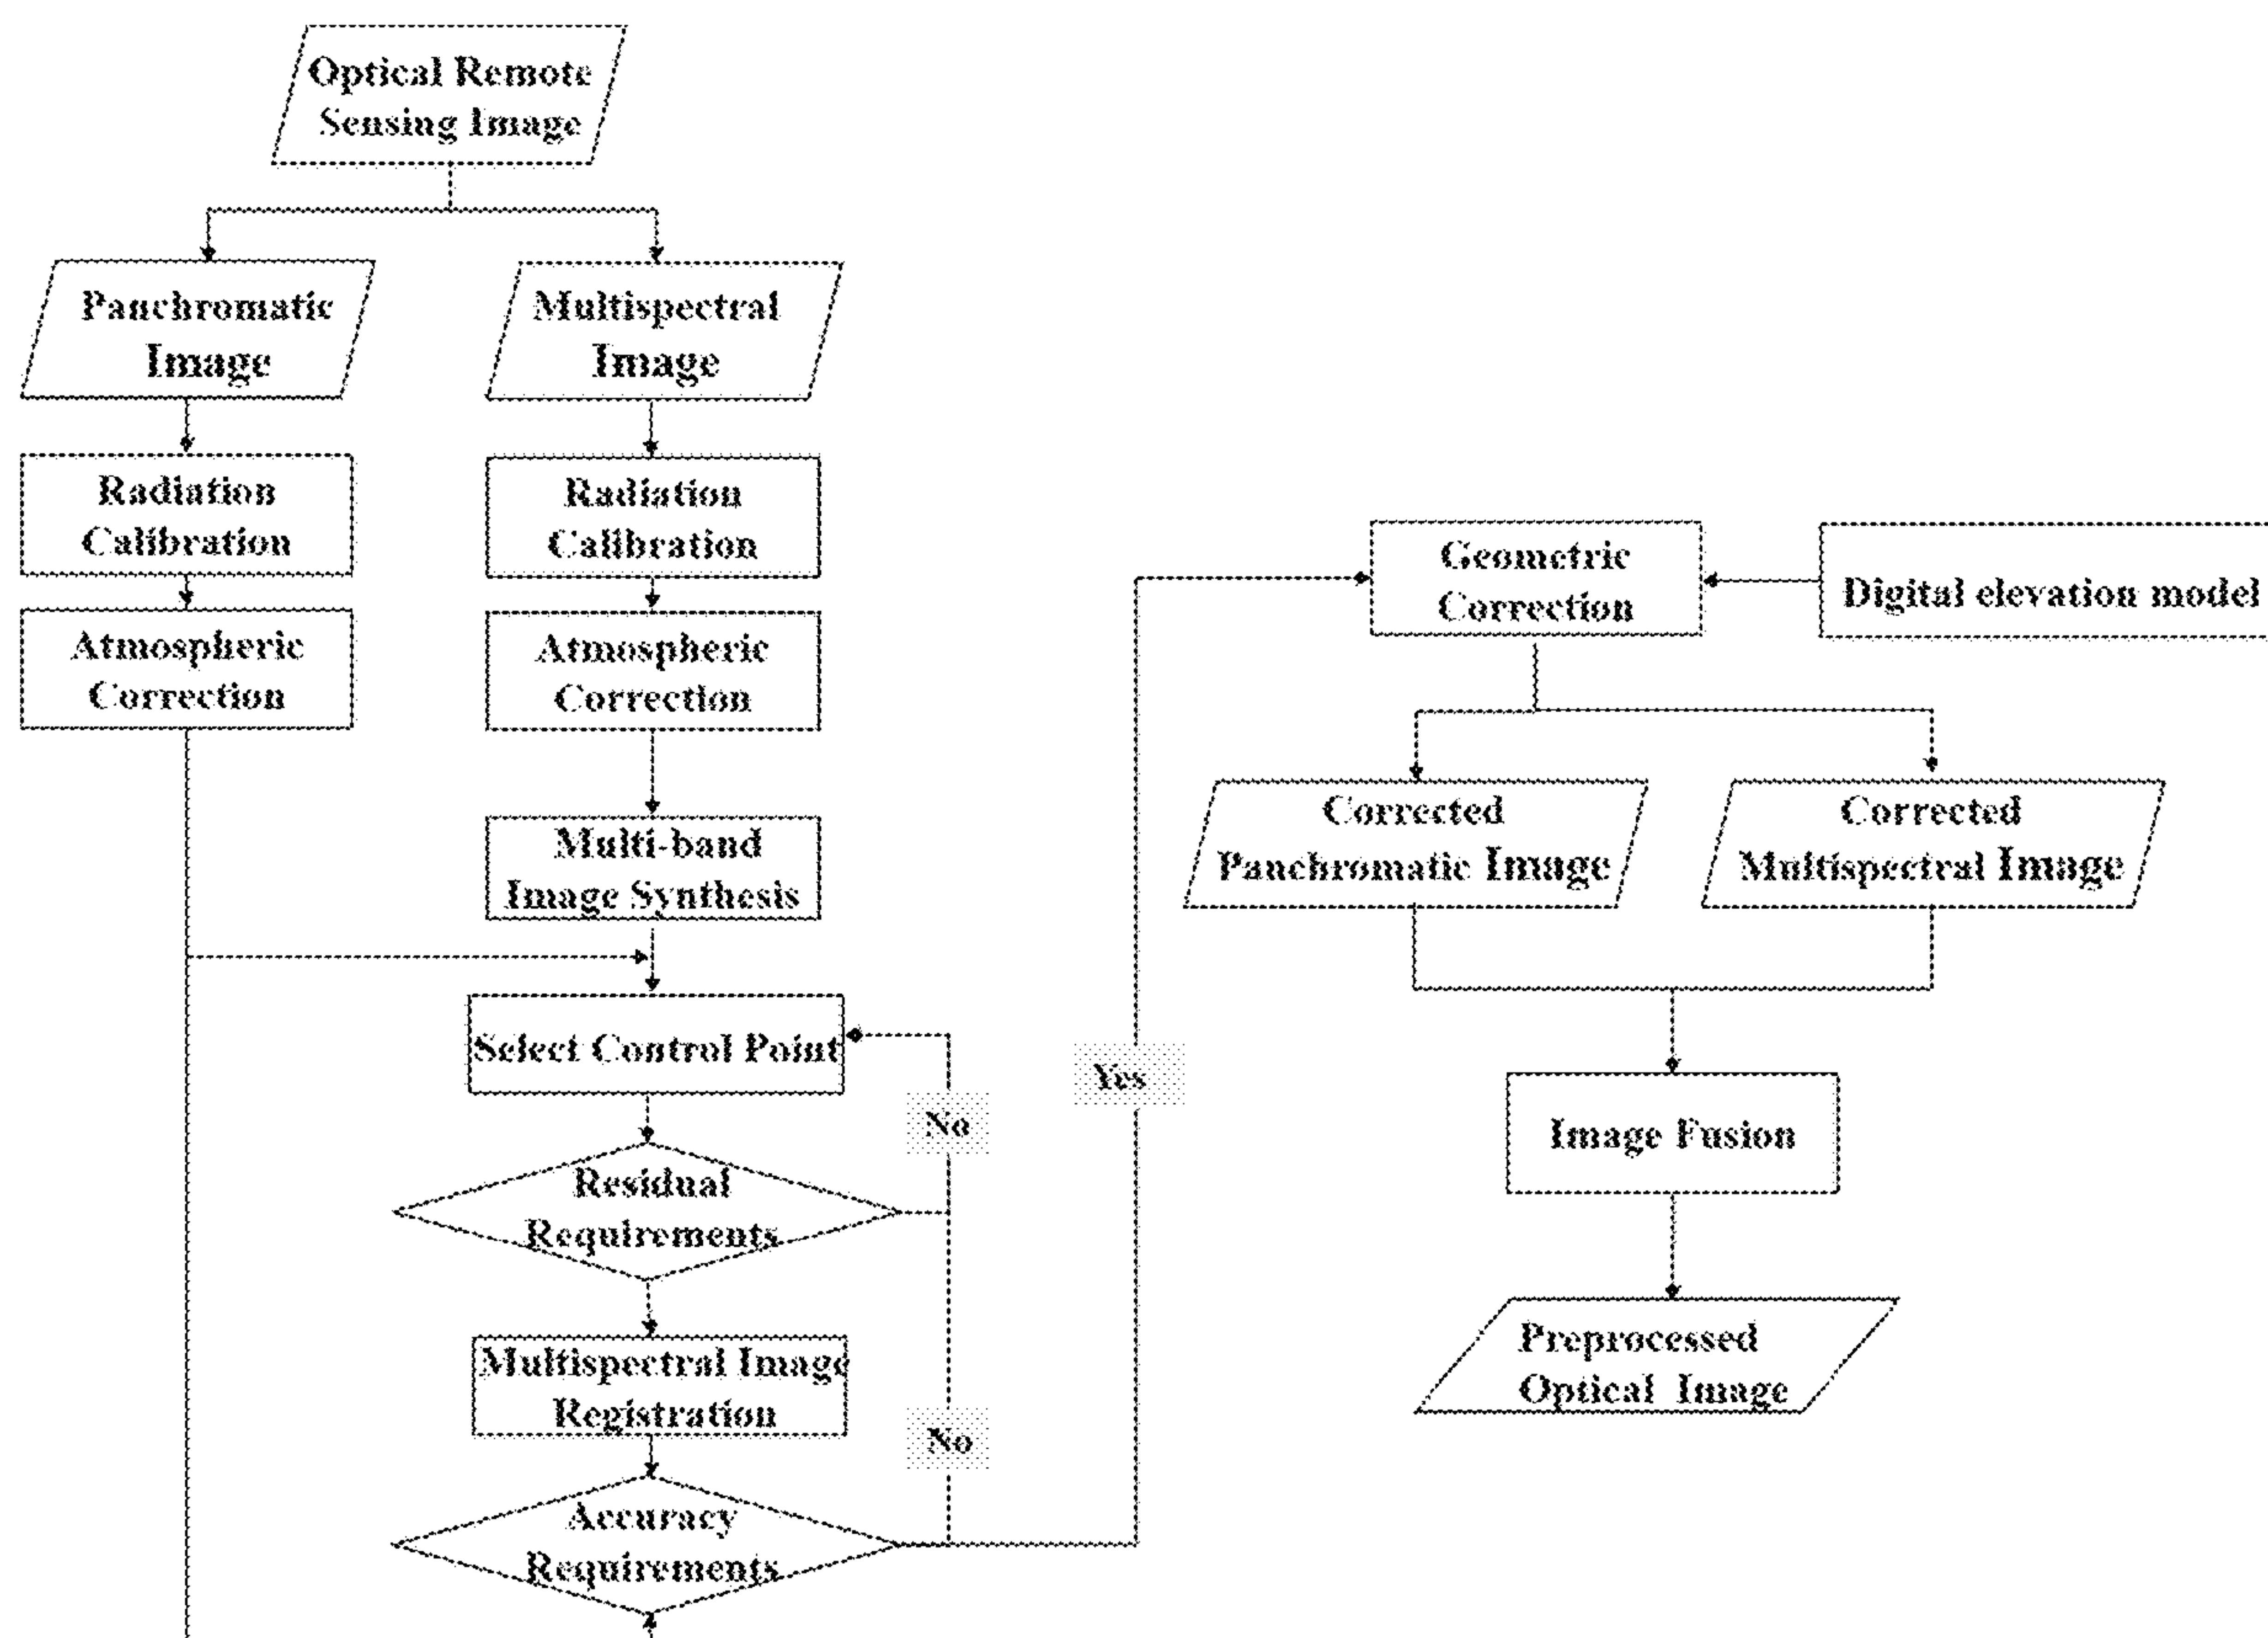 Optical Remote
Sensing Image
Panchromatic
Image
Multispectral
Image
Radiation
Calibration
Radiation
Calibration
Atmospheric
Correction
Atmospheric
Correction
Multi-band
Image Synthesis
Select Control Point
No
Residual
Requirements
Multispectral Image
Registration
No
Accuracy
Requirements
Yes
Geometric
Correction
Digital elevation model
Corrected
Panchromatic Image
Corrected
Multispectral Image
Image Fusion
Preprocessed
Optical Image